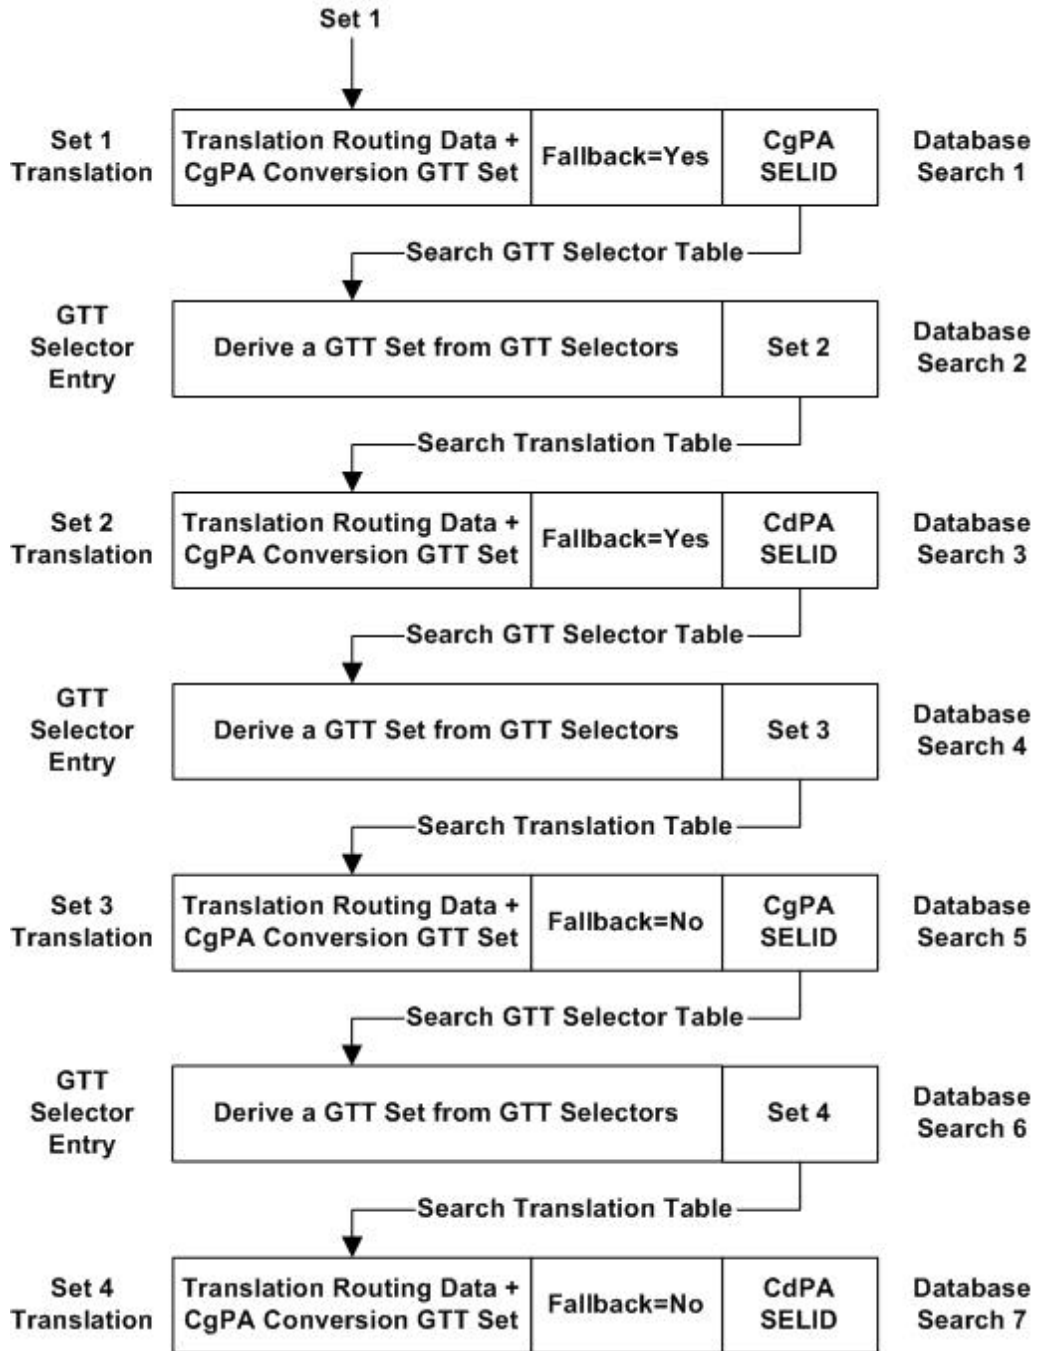 Set 1
Set 1
Translation
Translation Routing Data +
CgPA Conversion GTT Set
Fallback=Yes
CgPA
SELID
Database
Search 1
Search GTT Selector Table
GTT
Selector
Entry
Derive a GTT Set from GTT Selectors
Set 2
Database
Search 2
Search Translation Table
Set 2
Translation
Translation Routing Data +
CgPA Conversion GTT Set
Fallback=Yes
CdPA
SELID
Database
Search 3
Search GTT Selector Table
GTT
Selector
Entry
Derive a GTT Set from GTT Selectors
Set 3
Database
Search 4
Search Translation Table
Set 3
Translation
Translation Routing Data +
CgPA Conversion GTT Set
Fallback=No
CgPA
SELID
Database
Search 5
Search GTT Selector Table
GTT
Selector
Entry
Derive a GTT Set from GTT Selectors
Set 4
Database
Search 6
Search Translation Table
Set 4
Translation
Translation Routing Data +
CgPA Conversion GTT Set
Fallback=No
CdPA
SELID
Database
Search 7